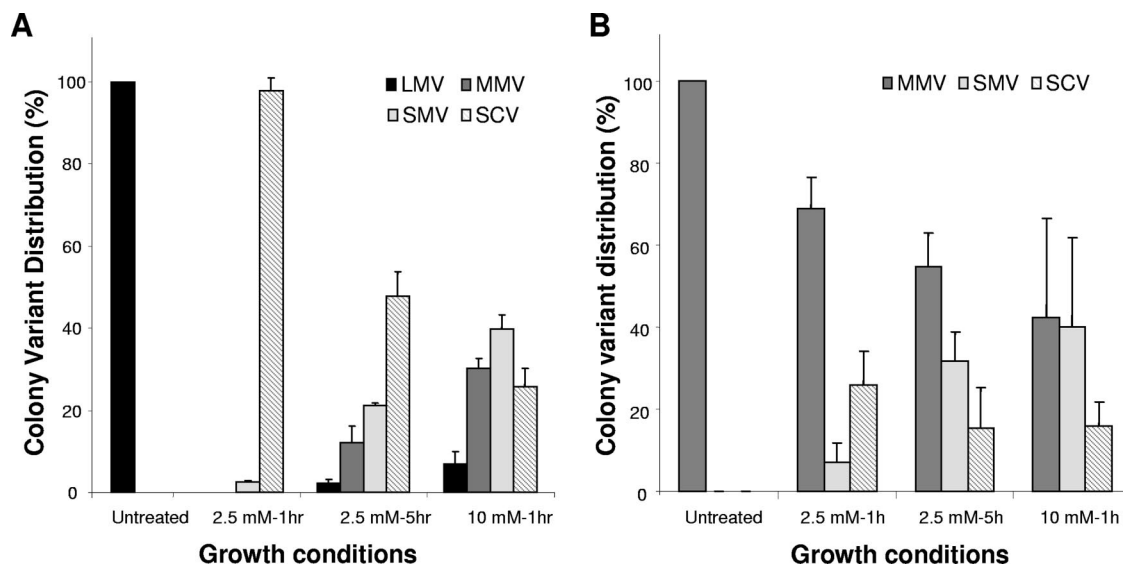 A
Colony Variant Distribution (%)
100
80
60
40
20
0
LMV MMV
SMV SCV
Untreated 2.5 mM-1hr 2.5 mM-5hr 10 mM-1hr
Growth conditions
B
Colony variant distribution (%)
100
80
60
40
20
0
MMV SMV SCV
Untreated 2.5 mM-1h 2.5 mM-5h 10 mM-1h
Growth conditions